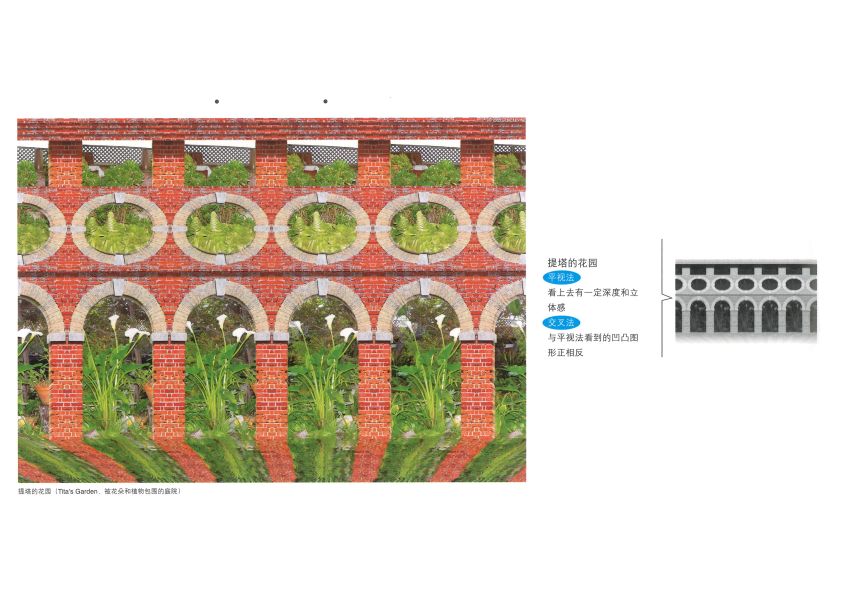 提塔的花园
平视法
看上去有一定深度和立
体感
交叉法
与平视法看到的凹凸图
形正相反
提塔的花园（Tita's Garden，被花朵和植物包围的庭院）